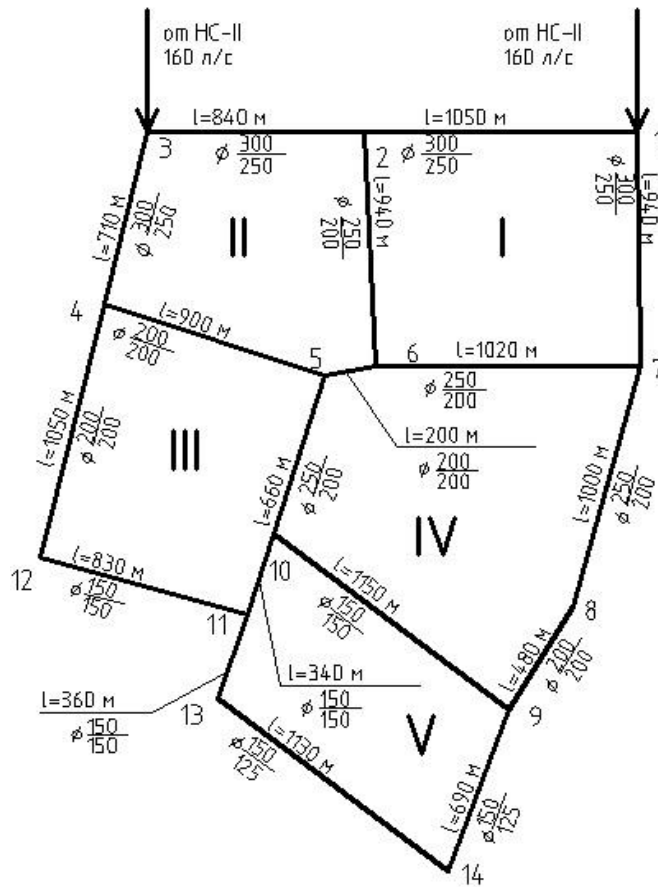 от НС-II
160 л/с
от НС-II
160 л/с
l=840 м
l=1050 м
3
2
1
ϕ 300/250
ϕ 300/250
ϕ 300/250
l=940 м
ϕ 250/200
l=940 м
l=710 м
ϕ 300/250
II
I
4
l=900 м
ϕ 200/200
5
6
l=1020 м
7
ϕ 250/200
l=200 м
ϕ 200/200
l=1050 м
ϕ 200/200
III
l=660 м
ϕ 250/200
IV
l=1000 м
ϕ 250/200
12
l=830 м
ϕ 150/150
10
l=1150 м
ϕ 150/150
8
11
l=480 м
ϕ 200/200
l=340 м
ϕ 150/150
l=360 м
ϕ 150/150
13
9
V
l=1130 м
ϕ 150/125
l=690 м
ϕ 150/125
14